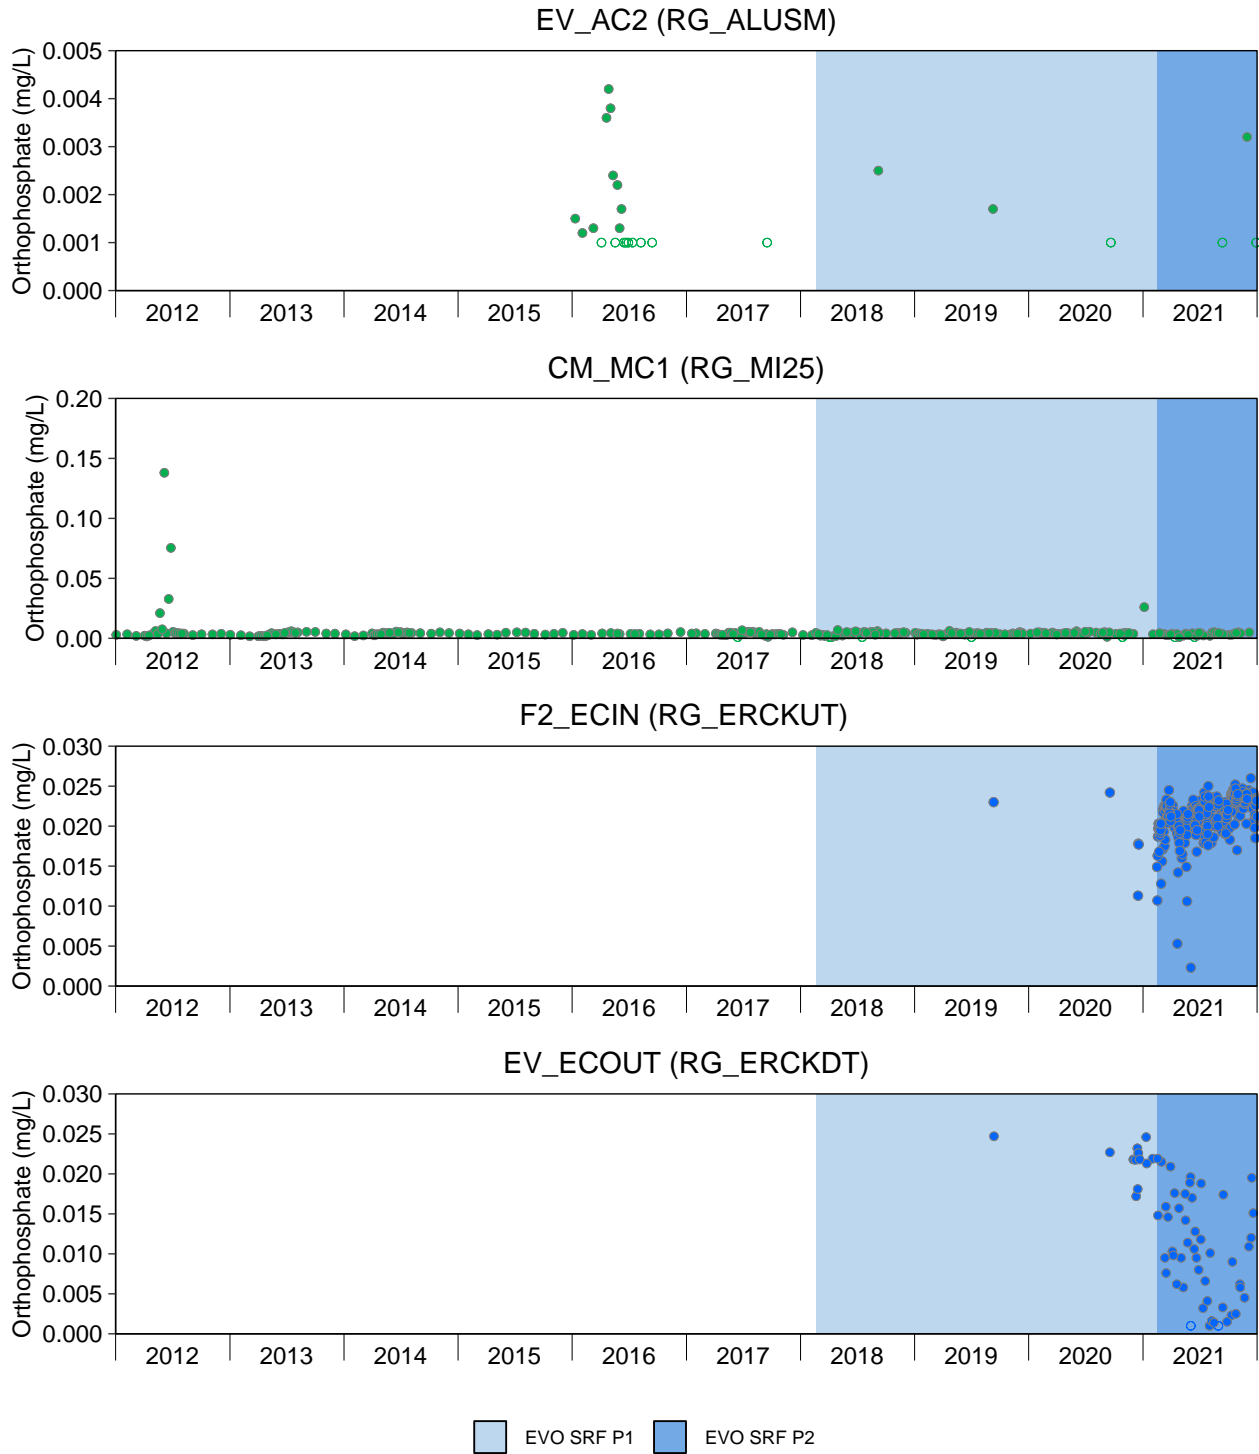 EV_AC2 (RG_ALUSM)
Orthophosphate (mg/L)
0.005
0.004
0.003
0.002
0.001
0.000
2012 2013 2014 2015 2016 2017 2018 2019 2020 2021
CM_MC1 (RG_MI25)
Orthophosphate (mg/L)
0.20
0.15
0.10
0.05
0.00
2012 2013 2014 2015 2016 2017 2018 2019 2020 2021
F2_ECIN (RG_ERCKUT)
Orthophosphate (mg/L)
0.030
0.025
0.020
0.015
0.010
0.005
0.000
2012 2013 2014 2015 2016 2017 2018 2019 2020 2021
EV_ECOUT (RG_ERCKDT)
Orthophosphate (mg/L)
0.030
0.025
0.020
0.015
0.010
0.005
0.000
2012 2013 2014 2015 2016 2017 2018 2019 2020 2021
EVO SRF P1 EVO SRF P2